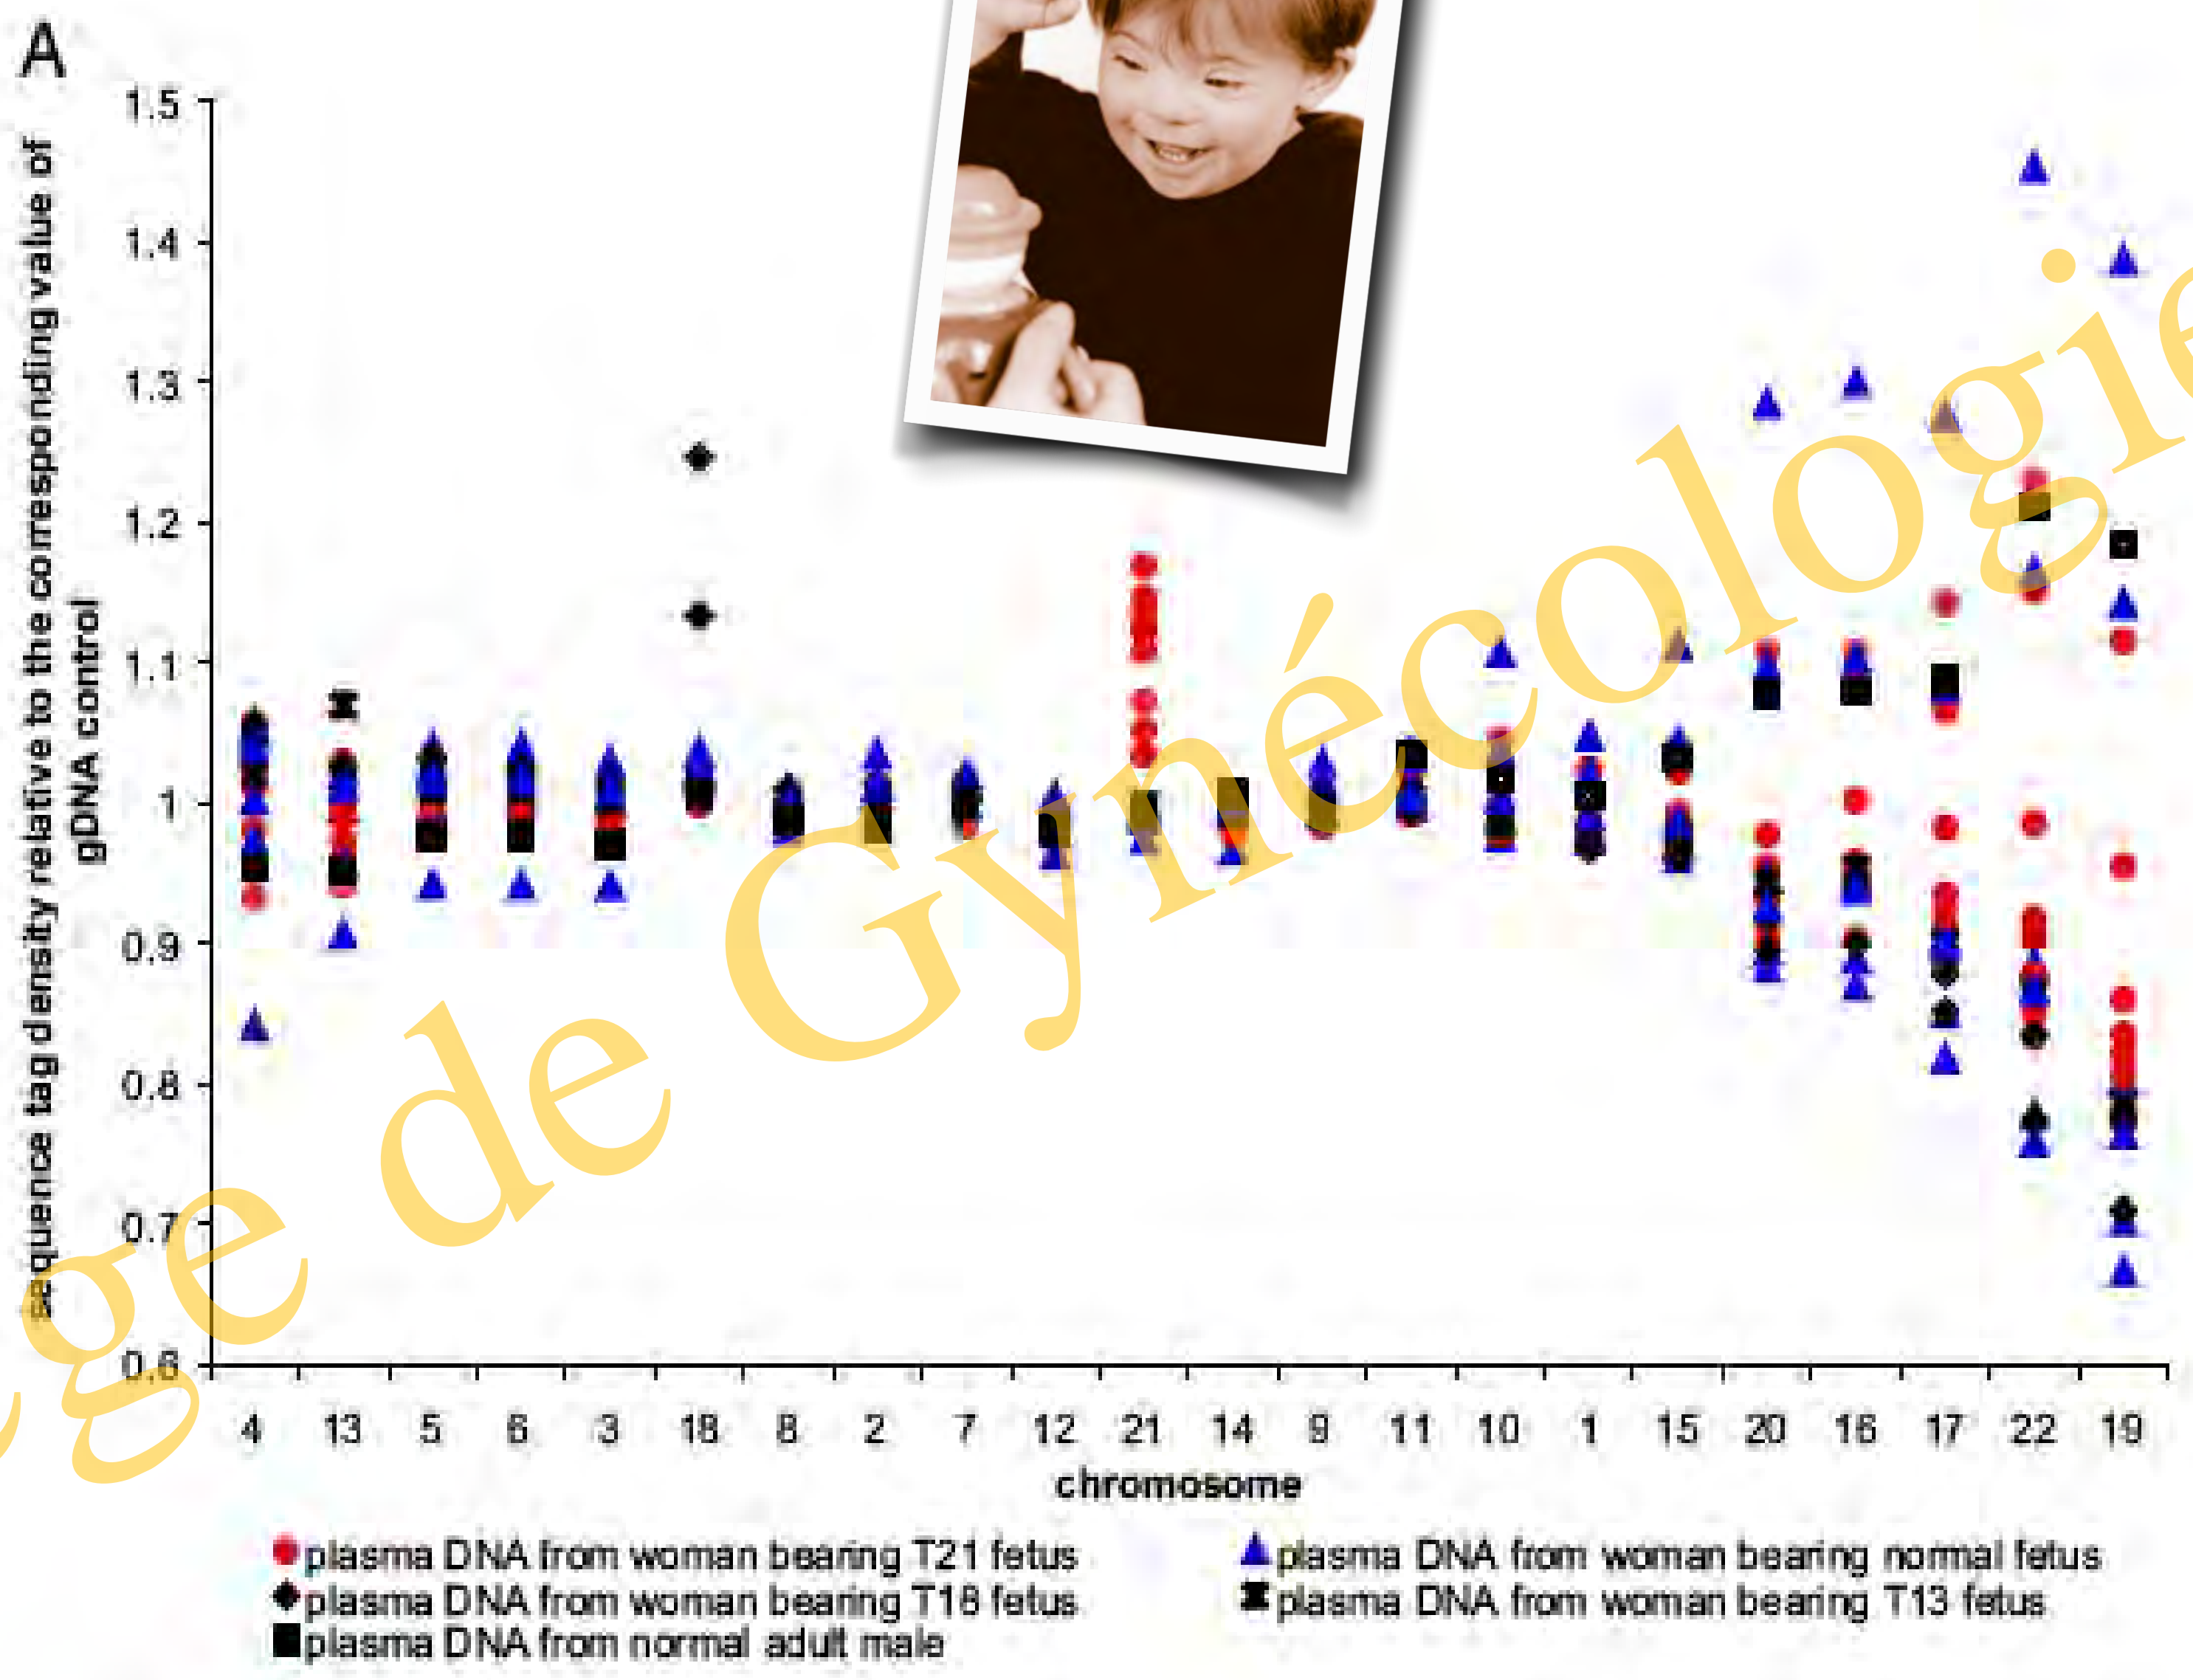 A
sequence tag density relative to the corresponding value of
gDNA control
1.5
1.4
1.3
1.2
1.1
1
0.9
0.8
0.7
0.6
4 13 5 6 3 18 8 2 7 12 21 14 9 11 10 1 15 20 16 17 22 19
chromosome
plasma DNA from woman bearing T21 fetus
plasma DNA from woman bearing normal fetus
plasma DNA from woman bearing T18 fetus
plasma DNA from woman bearing T13 fetus
plasma DNA from normal adult male
ge de Gynécologie